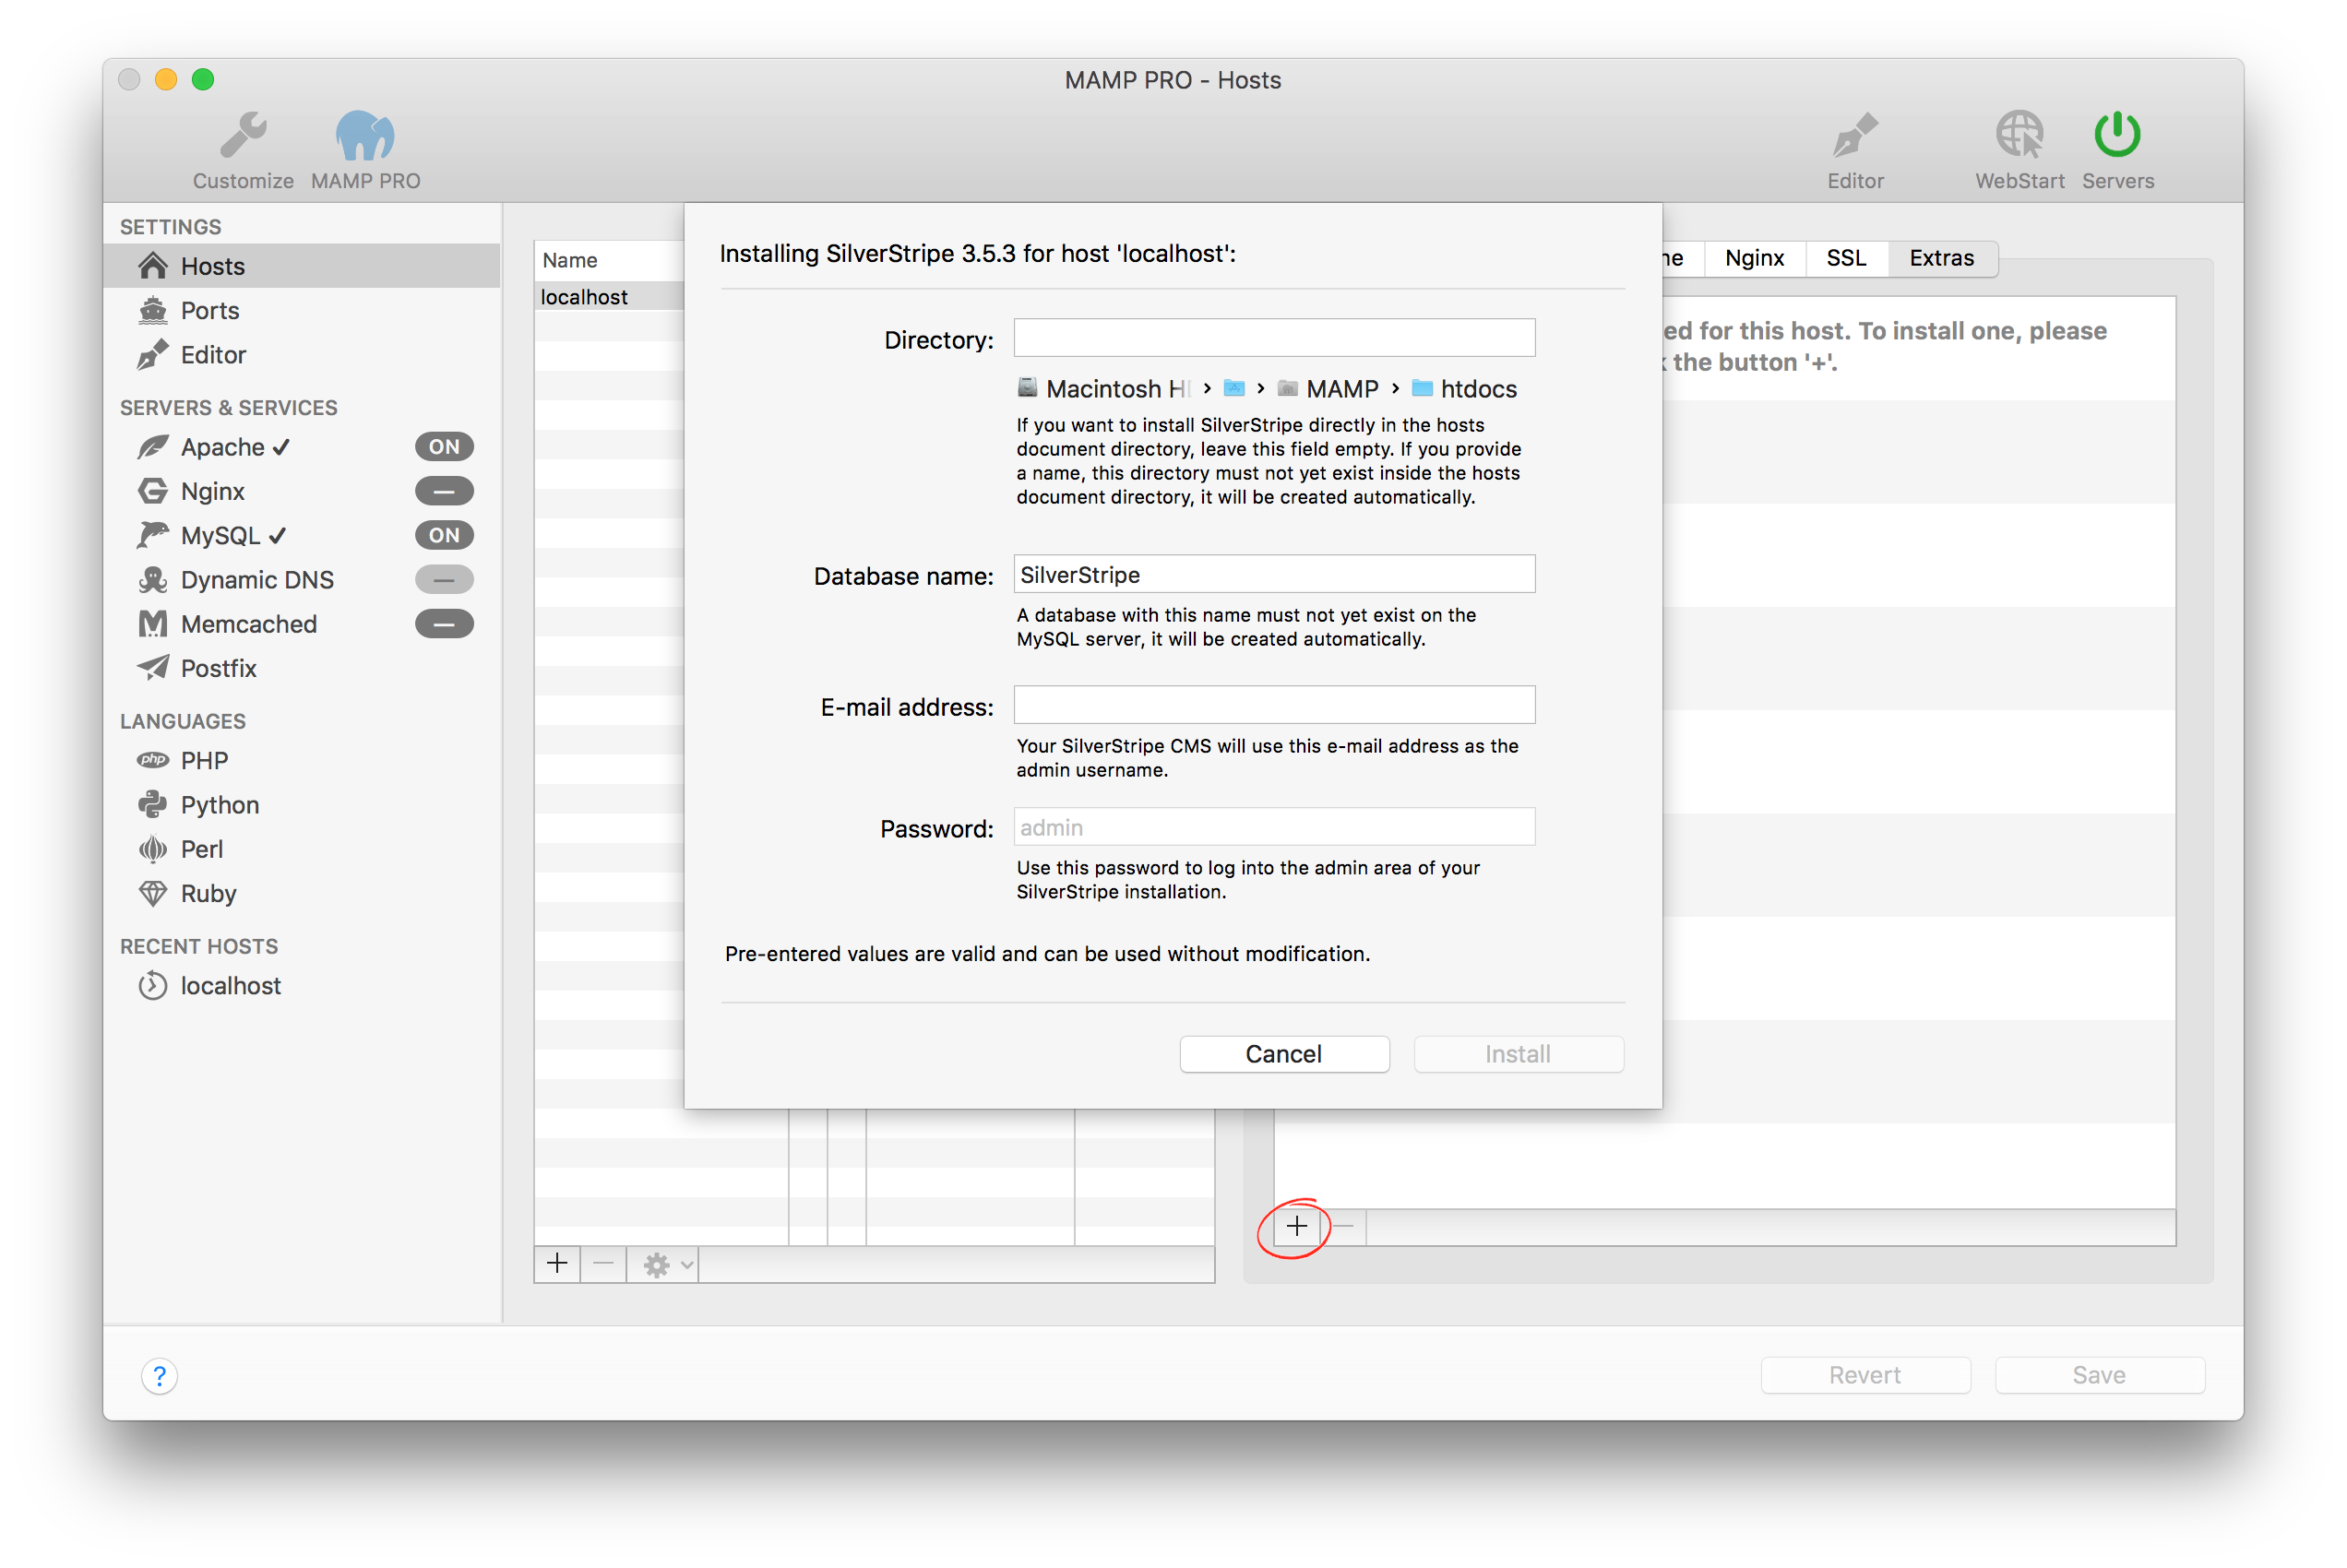 MAMP PRO - Hosts
Customize
MAMP PRO
Editor
WebStart
Servers
SETTINGS
Hosts
Ports
Editor
SERVERS & SERVICES
Apache ✓ ON
Nginx —
MySQL ✓ ON
Dynamic DNS —
Memcached —
Postfix
LANGUAGES
php PHP
Python
Perl
Ruby
RECENT HOSTS
localhost
Name
localhost
Installing SilverStripe 3.5.3 for host 'localhost':
Directory:
Macintosh › › MAMP › htdocs
If you want to install SilverStripe directly in the hosts
document directory, leave this field empty. If you provide
a name, this directory must not yet exist inside the hosts
document directory, it will be created automatically.
Database name: SilverStripe
A database with this name must not yet exist on the
MySQL server, it will be created automatically.
E-mail address:
Your SilverStripe CMS will use this e-mail address as the
admin username.
Password: admin
Use this password to log into the admin area of your
SilverStripe installation.
Pre-entered values are valid and can be used without modification.
Cancel
Install
Nginx
SSL
Extras
for this host. To install one, please
the button '+'.
+ —
+ —
?
Revert
Save